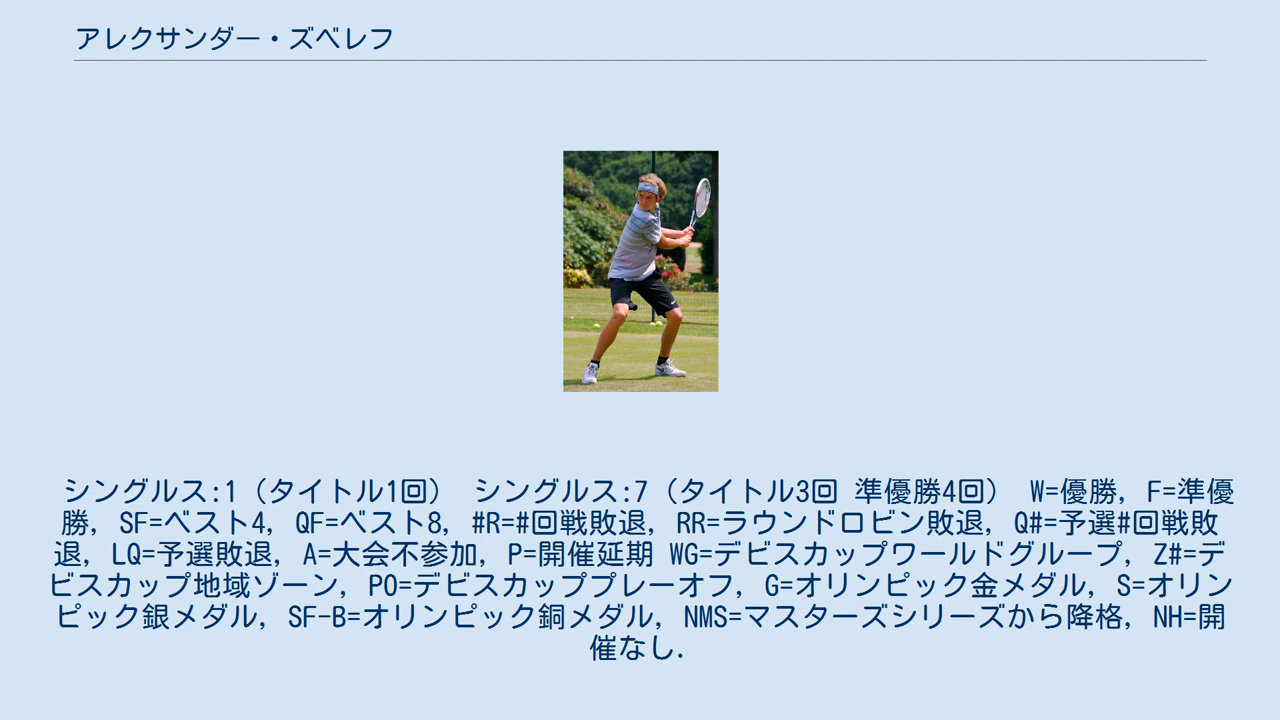 アレクサンダー・ズベレフ
シングルス:1（タイトル1回） シングルス:7（タイトル3回 準優勝4回） W=優勝, F=準優
勝, SF=ベスト4, QF=ベスト8, #R=#回戦敗退, RR=ラウンドロビン敗退, Q#=予選#回戦敗
退, LQ=予選敗退, A=大会不参加, P=開催延期 WG=デビスカップワールドグループ, Z#=デ
ビスカップ地域ゾーン, PO=デビスカッププレーオフ, G=オリンピック金メダル, S=オリン
ピック銀メダル, SF-B=オリンピック銅メダル, NMS=マスターズシリーズから降格, NH=開
催なし.